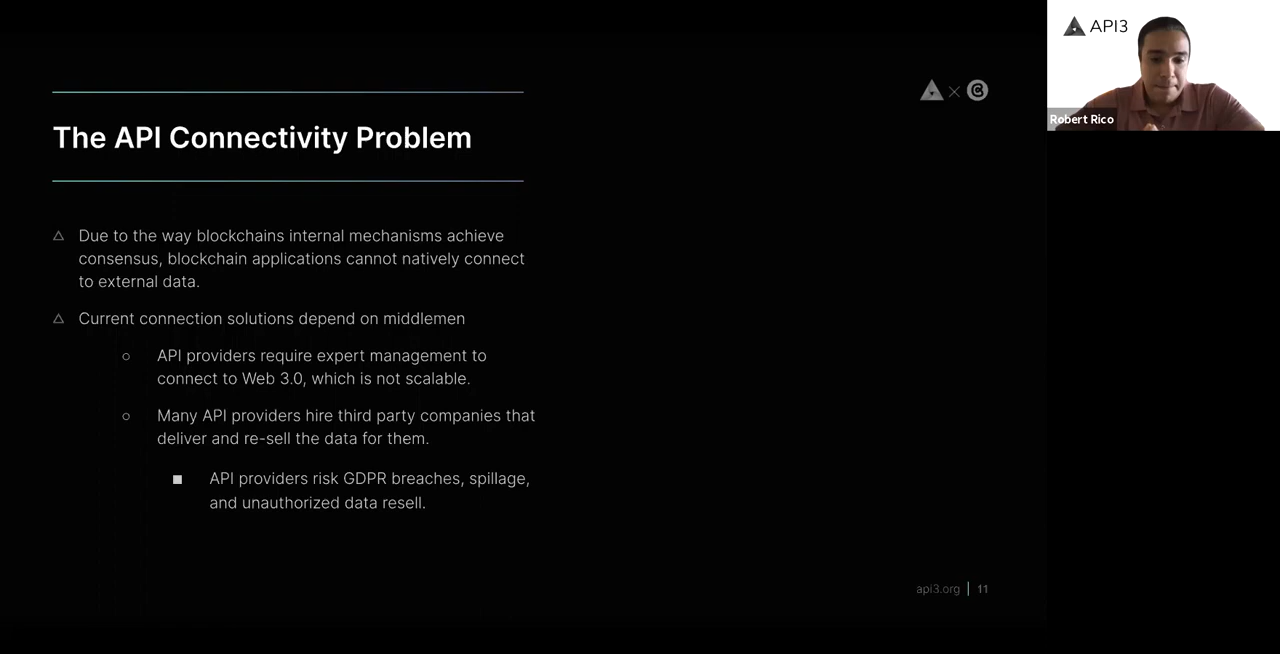 The API Connectivity Problem
Due to the way blockchains internal mechanisms achieve
consensus, blockchain applications cannot natively connect
to external data.
Current connection solutions depend on middlemen
API providers require expert management to
connect to Web 3.0, which is not scalable.
Many API providers hire third party companies that
deliver and re-sell the data for them.
API providers risk GDPR breaches, spillage,
and unauthorized data resell.
api3.org | 11
API3
Robert Rico